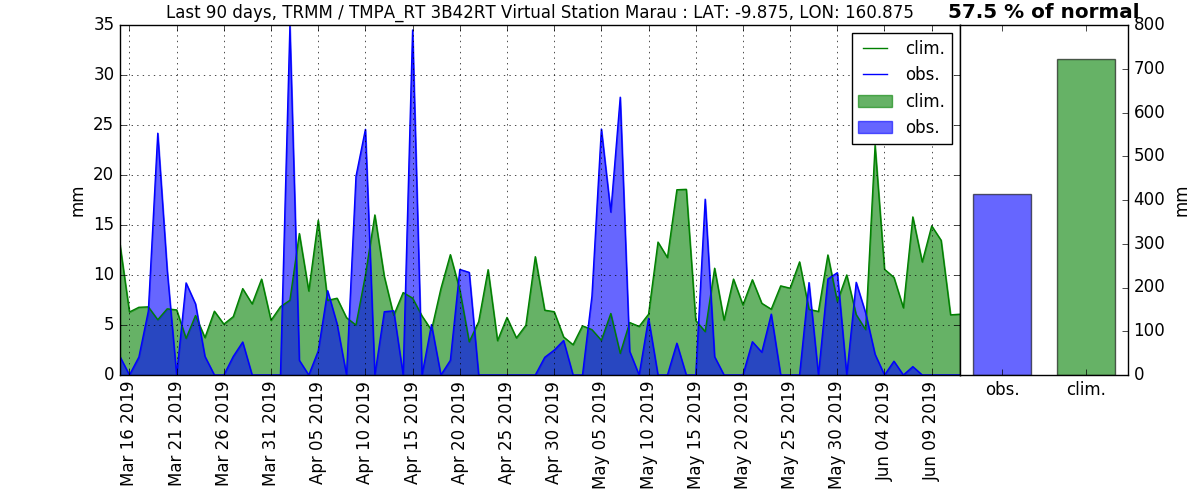 Last 90 days, TRMM / TMPA_RT 3B42RT Virtual Station Marau : LAT: -9.875, LON: 160.875
57.5 % of normal
35
30
25
20
15
10
5
0
mm
clim.
obs.
clim.
obs.
Mar 16 2019
Mar 21 2019
Mar 26 2019
Mar 31 2019
Apr 05 2019
Apr 10 2019
Apr 15 2019
Apr 20 2019
Apr 25 2019
Apr 30 2019
May 05 2019
May 10 2019
May 15 2019
May 20 2019
May 25 2019
May 30 2019
Jun 04 2019
Jun 09 2019
800
700
600
500
400
300
200
100
0
mm
obs.
clim.